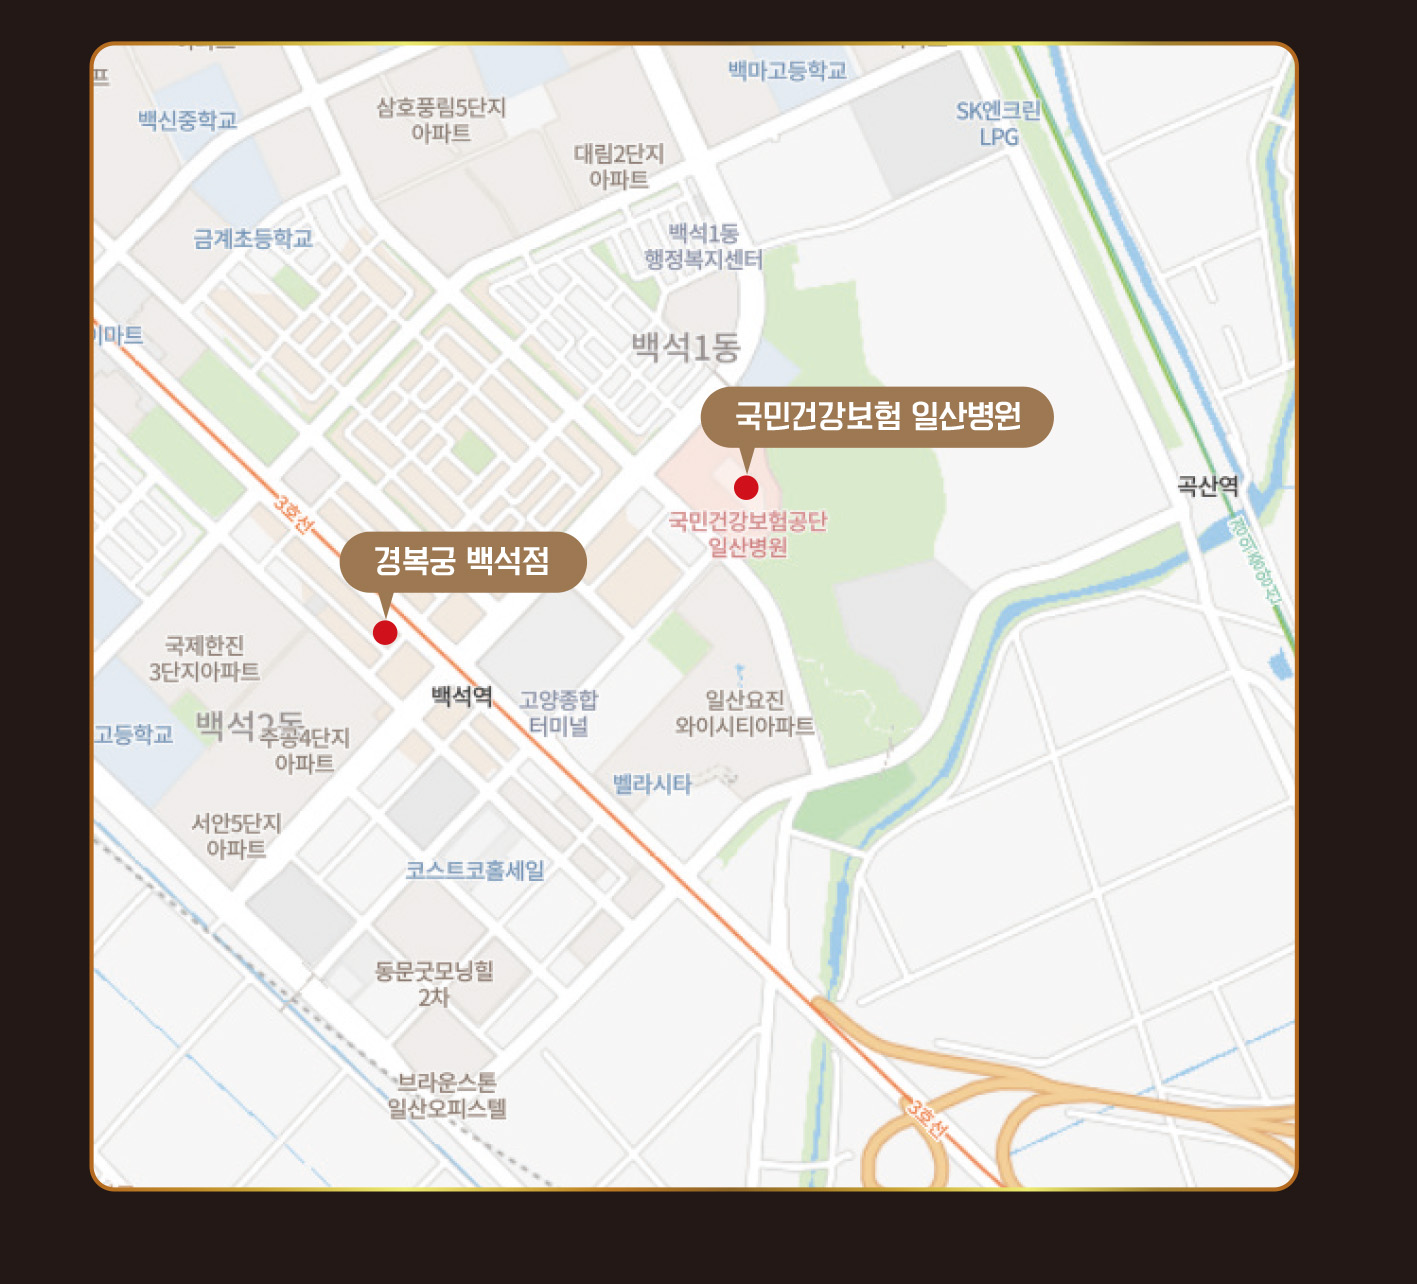 백마고등학교
백신중학교
삼호풍림5단지
아파트
SK엔크린
LPG
대림2단지
아파트
금계초등학교
백석1동
행정복지센터
이마트
백석1동
국민건강보험 일산병원
곡산역
3호선
국민건강보험공단
일산병원
경복궁 백석점
경의중앙선
국제한진
3단지아파트
백석역
고양종합
터미널
일산요진
와이시티아파트
백석2동
고등학교
주공4단지
아파트
벨라시타
서안5단지
아파트
코스트코홀세일
동문굿모닝힐
2차
브라운스톤
일산오피스텔
3호선